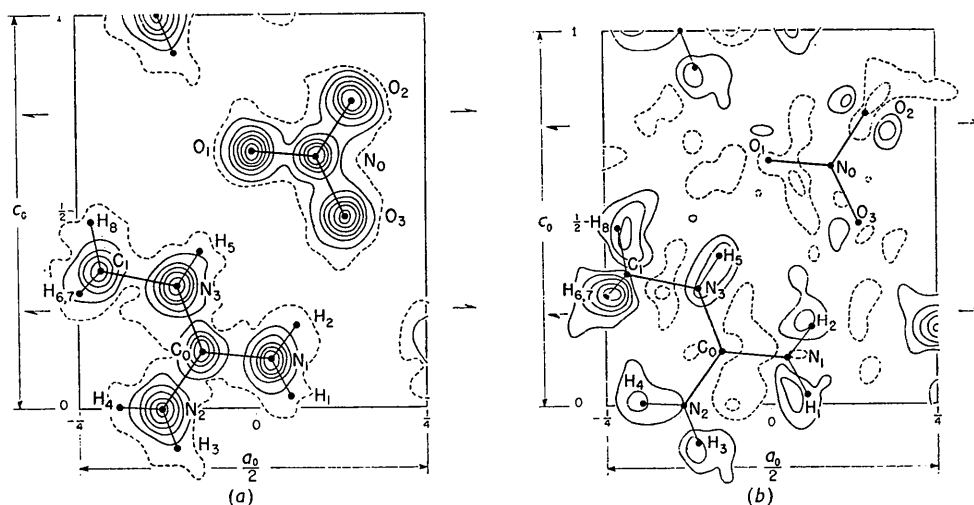 1
O₂
O₁
N₀
O₃
c₀
½
H₈
C₁
H₅
H₆,₇
N₃
H₂
C₀
N₁
H₄
N₂
H₁
H₃
0
-¼
0
¼
a₀/2
(a)
1
O₂
O₁
N₀
O₃
c₀
½
H₈
C₁
H₅
H₆,₇
N₃
H₂
C₀
N₁
H₄
N₂
H₁
H₃
0
-¼
0
¼
a₀/2
(b)